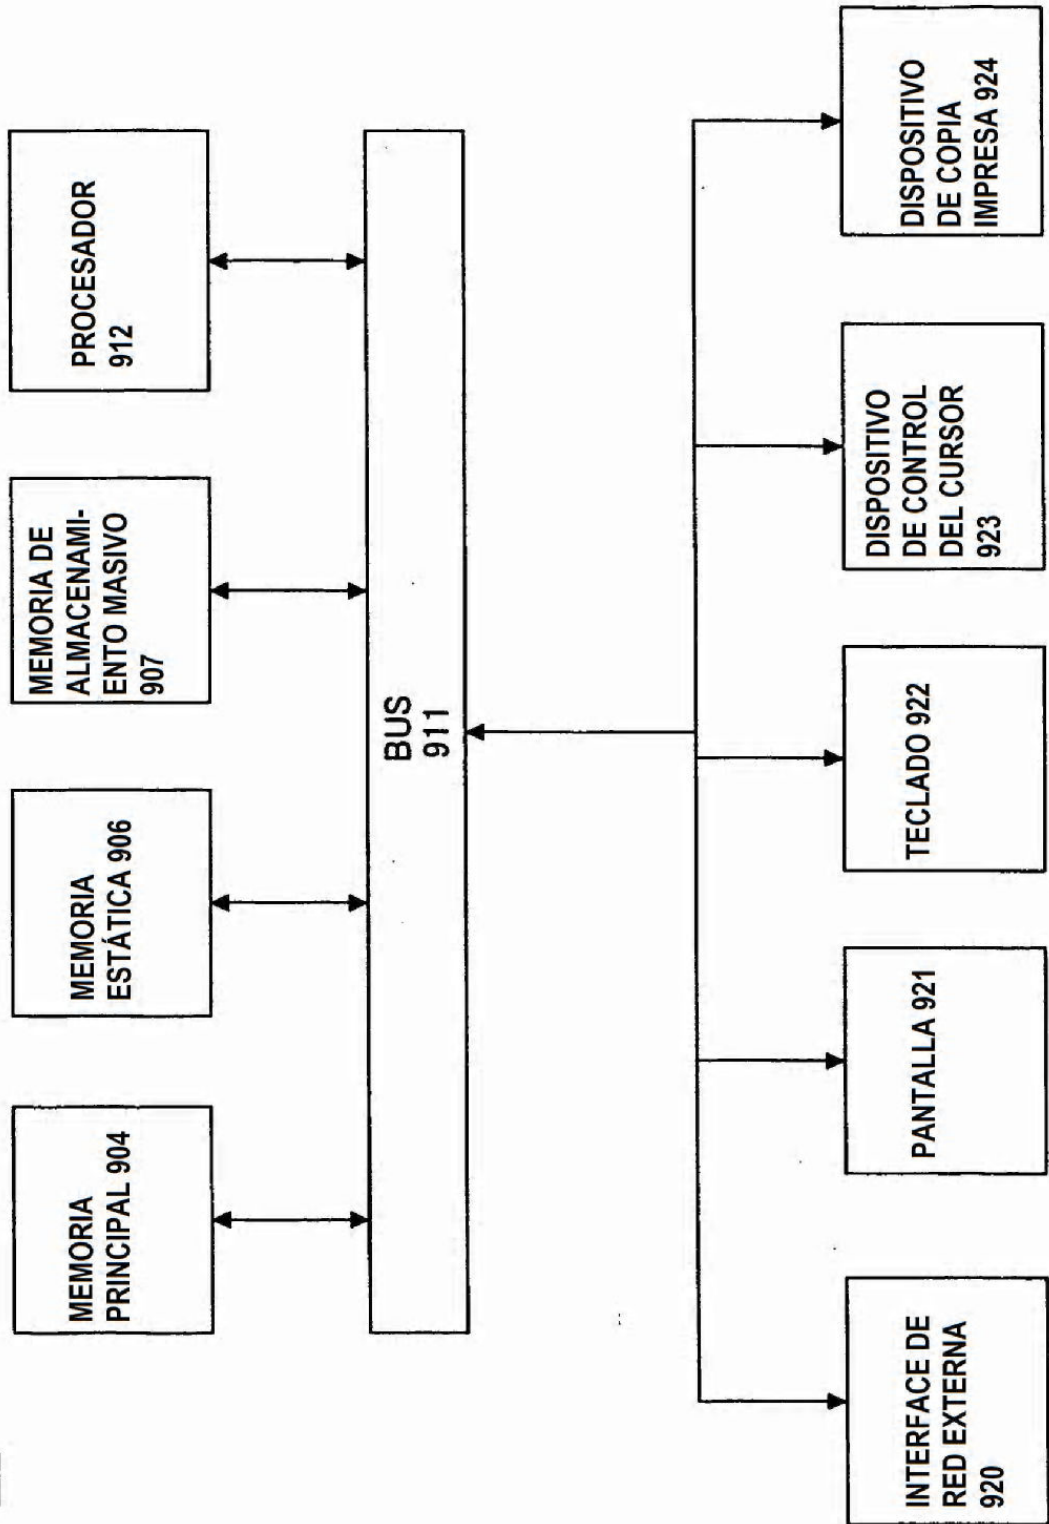 MEMORIA
PRINCIPAL 904
MEMORIA
ESTÁTICA 906
MEMORIA DE
ALMACENAMI-
ENTO MASIVO
907
PROCESADOR
912
BUS
911
INTERFACE DE
RED EXTERNA
920
PANTALLA 921
TECLADO 922
DISPOSITIVO
DE CONTROL
DEL CURSOR
923
DISPOSITIVO
DE COPIA
IMPRESA 924